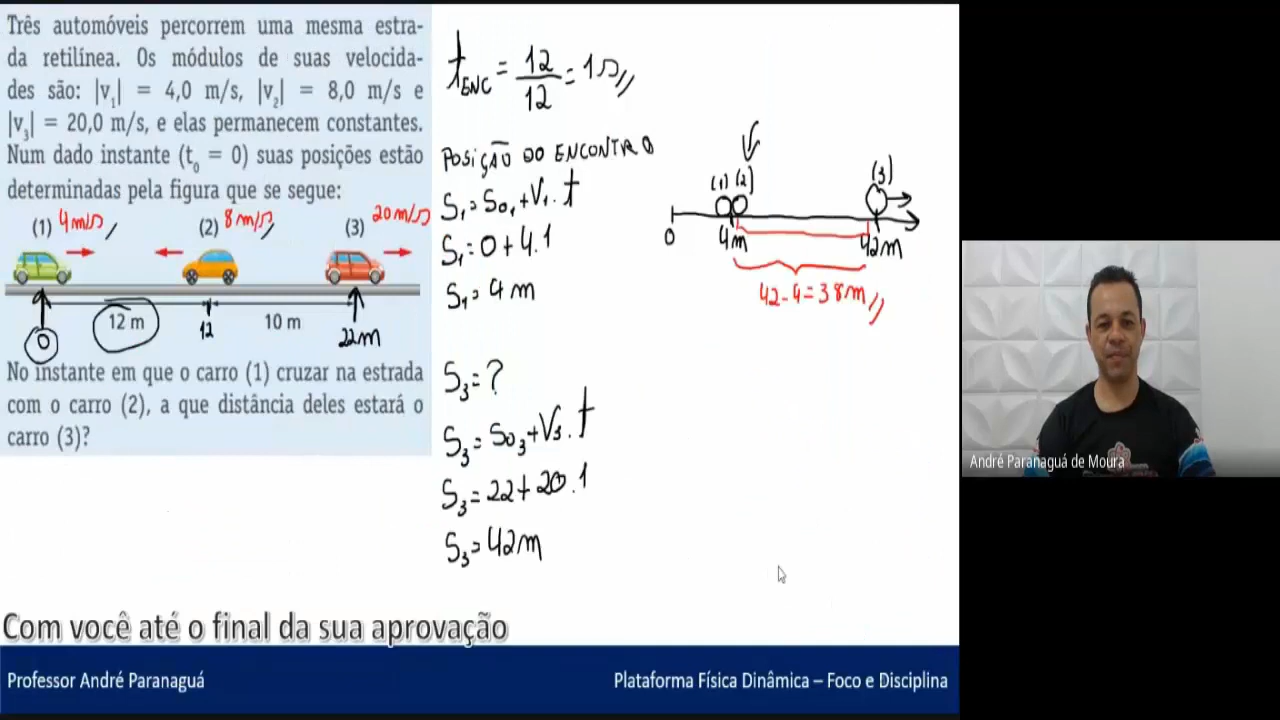 Três automóveis percorrem uma mesma estra-
da retilínea. Os módulos de suas velocida-
des são: |v₁| = 4,0 m/s, |v₂| = 8,0 m/s e
|v₃| = 20,0 m/s, e elas permanecem constantes.
Num dado instante (t₀ = 0) suas posições estão
determinadas pela figura que se segue:
(1) 4m/s (2) 8m/s (3) 20m/s
12 m 10 m
0 12 22m
No instante em que o carro (1) cruzar na estrada
com o carro (2), a que distância deles estará o
carro (3)?
tENC = 12/12 = 1s
POSIÇÃO DO ENCONTRO
S₁ = S₀₁ + V₁ . t
S₁ = 0 + 4.1
S₁ = 4 m
S₃ = ?
S₃ = S₀₃ + V₃ . t
S₃ = 22 + 20.1
S₃ = 42m
(1) (2) (3)
0 4m 42m
42-4=38m
André Paranaguá de Moura
Com você até o final da sua aprovação
Professor André Paranaguá
Plataforma Física Dinâmica – Foco e Disciplina